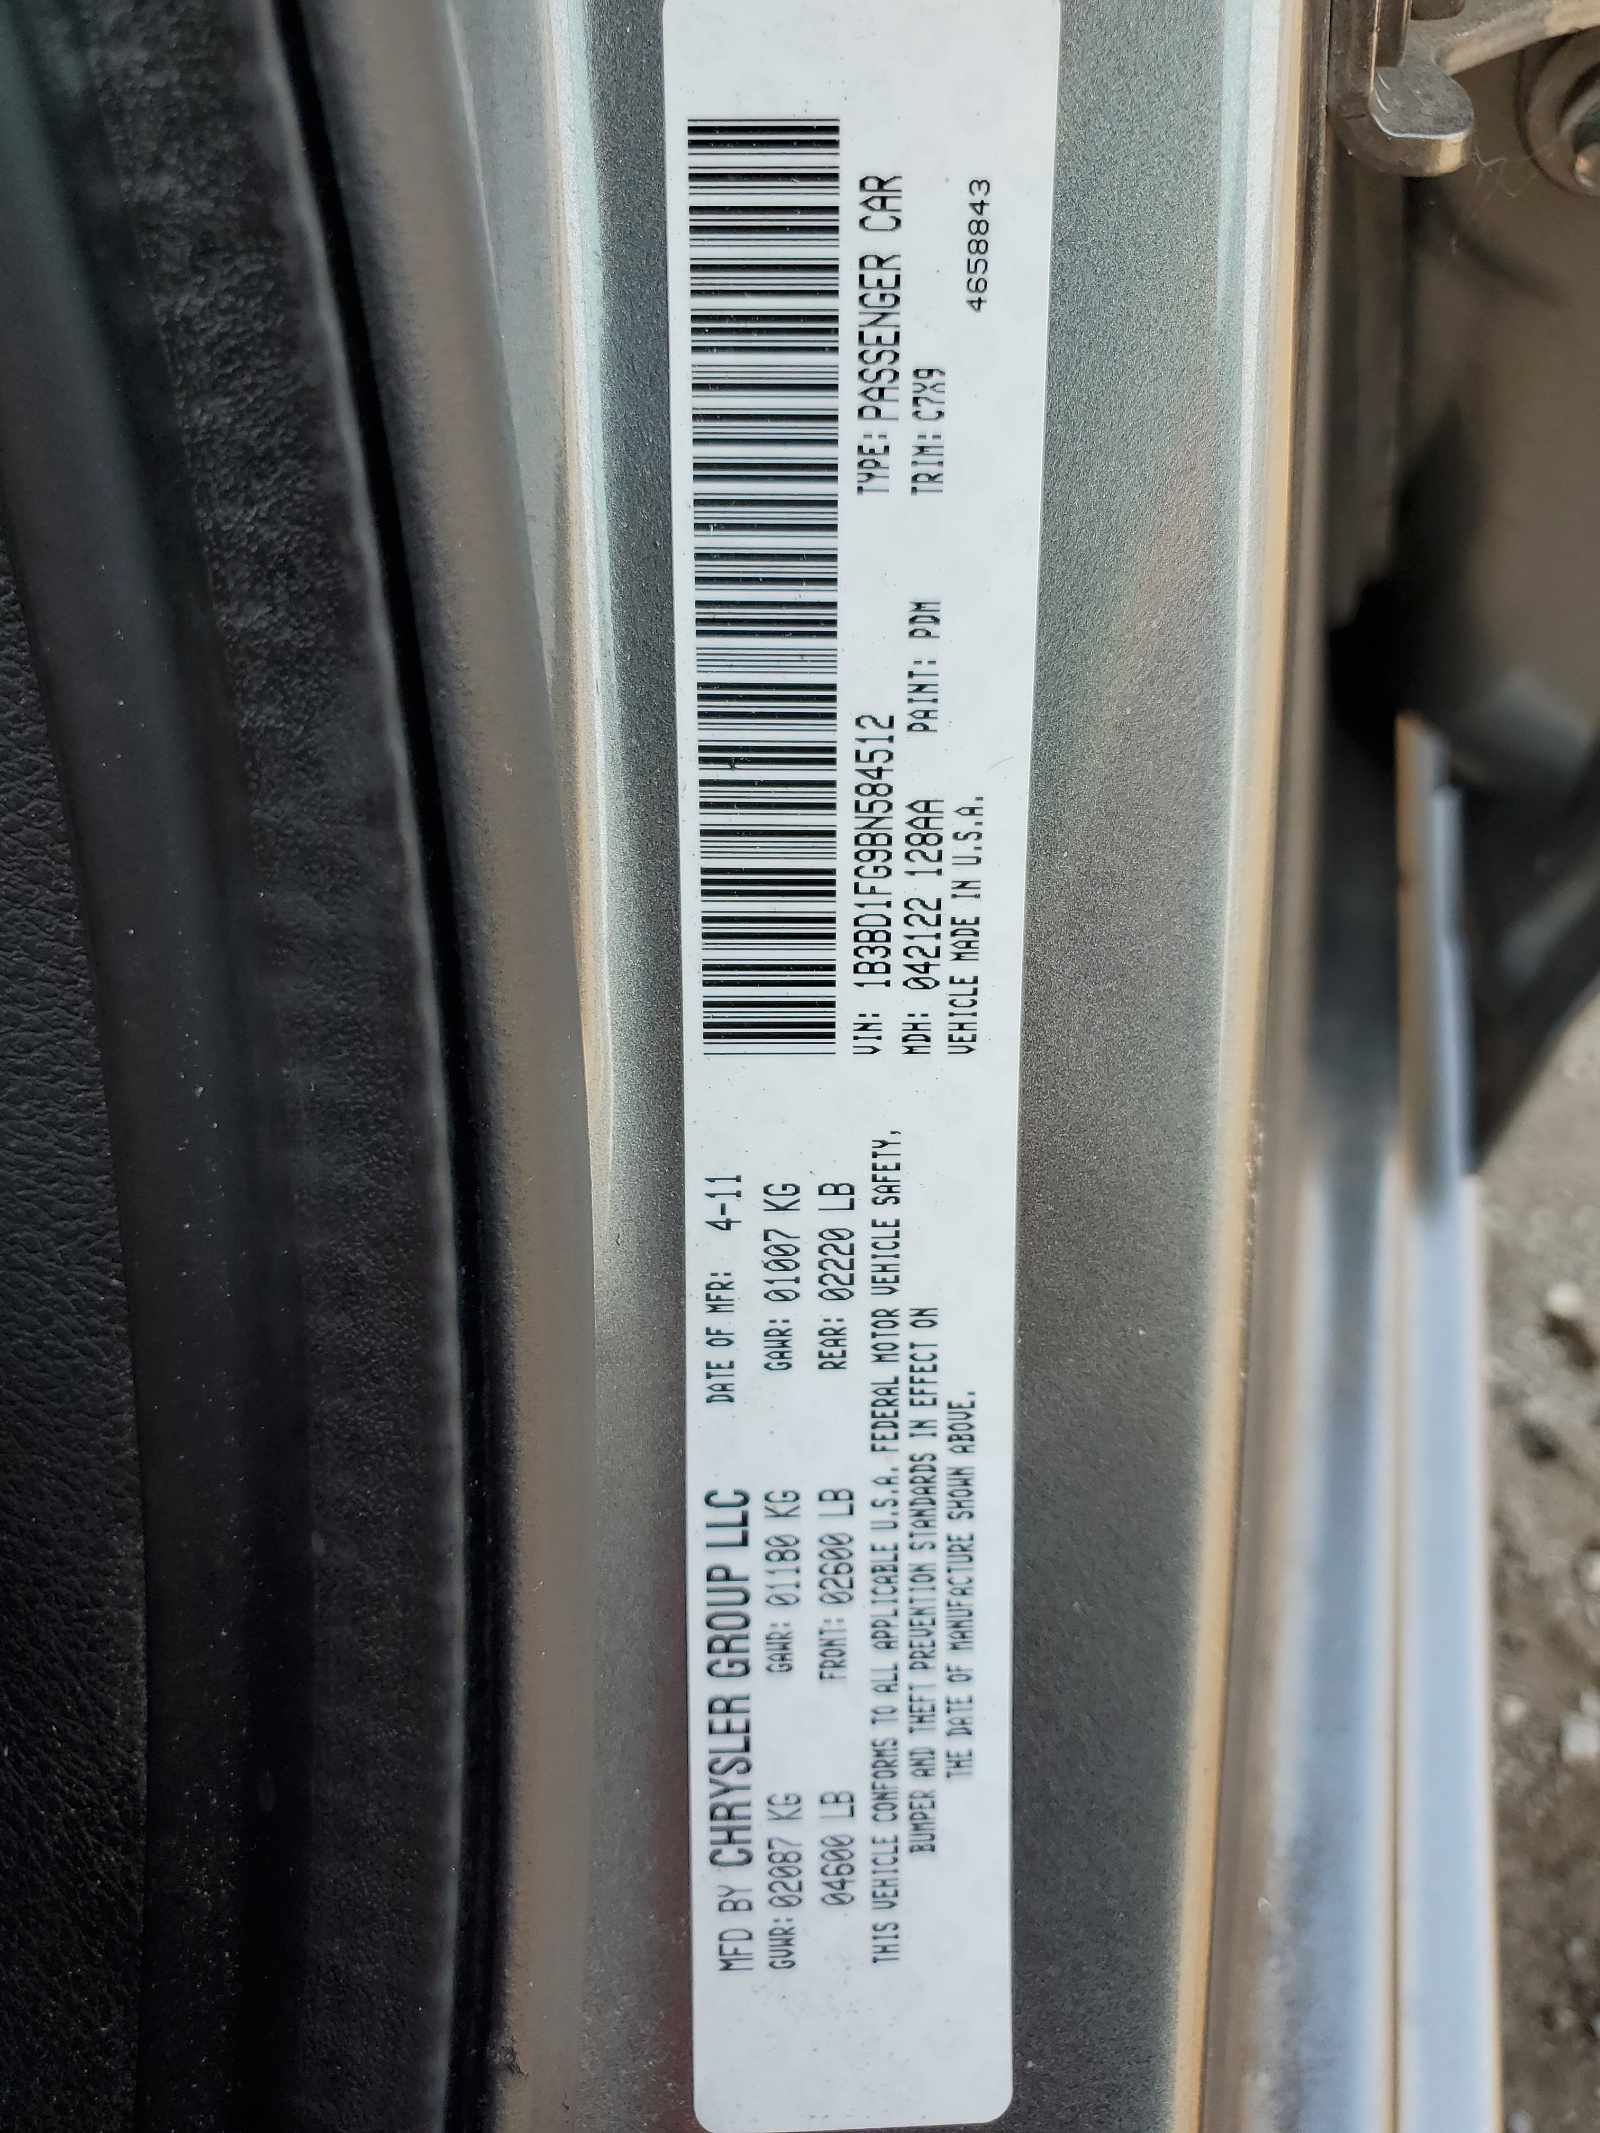 MFD BY CHRYSLER GROUP LLC DATE OF MFR: 4-11
GVWR: 02087 KG GAWR: 01180 KG GAWR: 01007 KG
04600 LB FRONT: 02600 LB REAR: 02220 LB
THIS VEHICLE CONFORMS TO ALL APPLICABLE U.S.A. FEDERAL MOTOR VEHICLE SAFETY,
BUMPER AND THEFT PREVENTION STANDARDS IN EFFECT ON
THE DATE OF MANUFACTURE SHOWN ABOVE.
VIN: 1B3BD1FG9BN584512 TYPE: PASSENGER CAR
MDH: 042122 128AA PAINT: PDM TRIM: C7X9
VEHICLE MADE IN U.S.A.
4658843